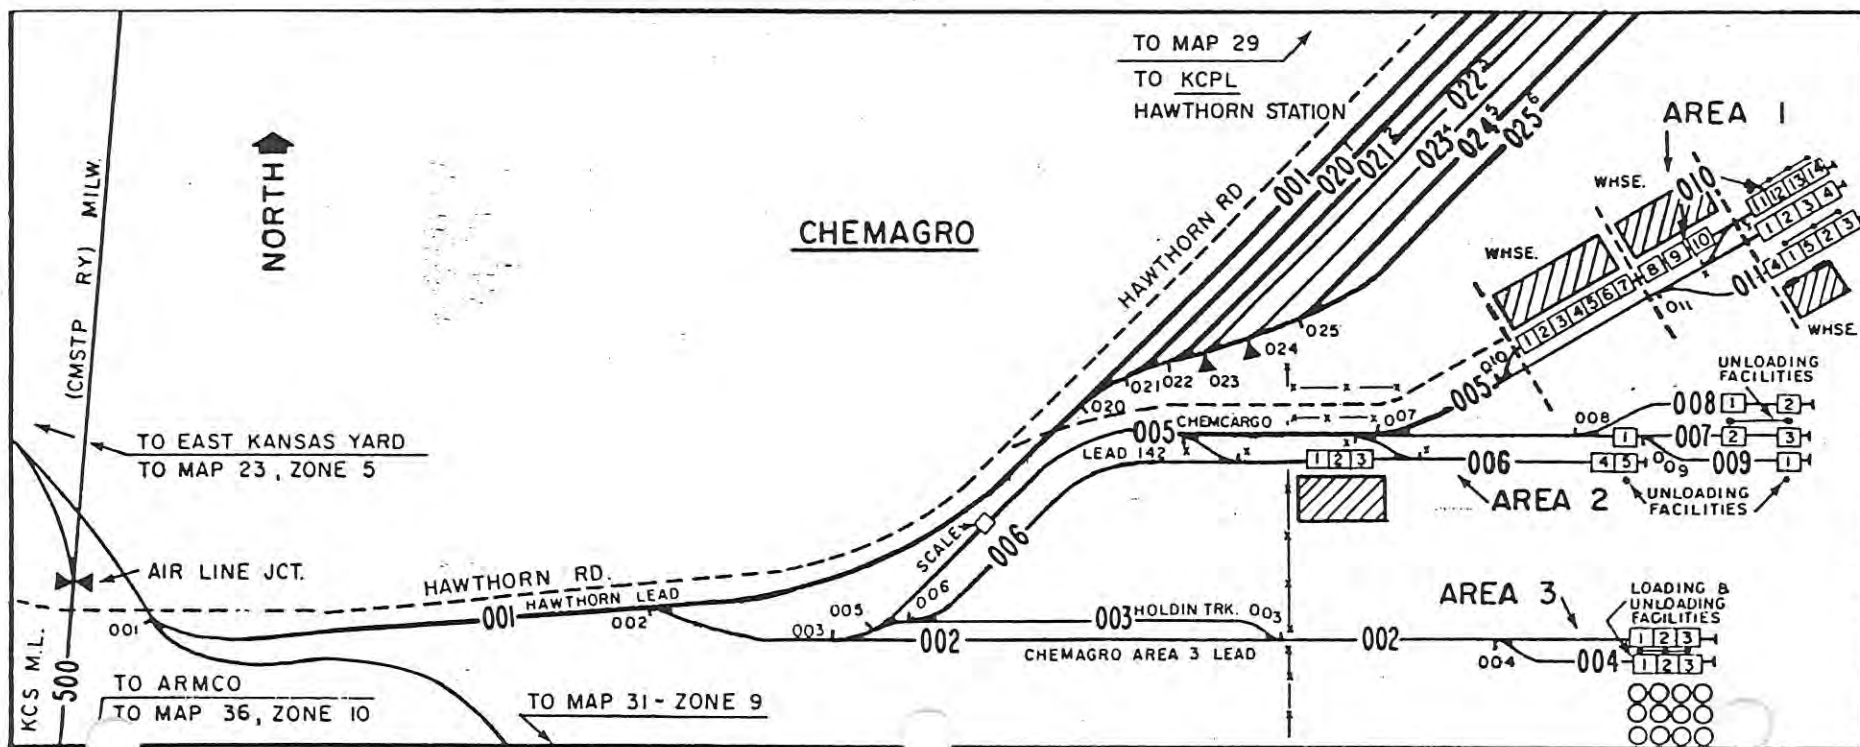 TO MAP 29
TO KCPL
HAWTHORN STATION
(CMSTP RY) MILW.
NORTH
CHEMAGRO
HAWTHORN RD
001
020 1
021 2
022 3
023 4
024 5
025 6
AREA 1
WHSE.
010
11 12 13 14
1 2 3 4
4 1 5 2 3
WHSE.
8 9 10
011
011
WHSE.
1 2 3 4 5 6 7
010
025
024
023
022
021
020
TO EAST KANSAS YARD
TO MAP 23, ZONE 5
UNLOADING
FACILITIES
005
007
008
008
1 2
CHEMCARGO
005
1
007
2 3
LEAD 142
1 2 3
006
4 5
009
009
1
AREA 2
UNLOADING
FACILITIES
SCALE
006
AIR LINE JCT.
HAWTHORN RD.
HAWTHORN LEAD
001
001
002
005
006
003
003
HOLDIN TRK.
003
002
CHEMAGRO AREA 3 LEAD
002
AREA 3
LOADING &
UNLOADING
FACILITIES
1 2 3
004
004
1 2 3
KCS M.L.
500
TO ARMCO
TO MAP 36, ZONE 10
TO MAP 31 - ZONE 9